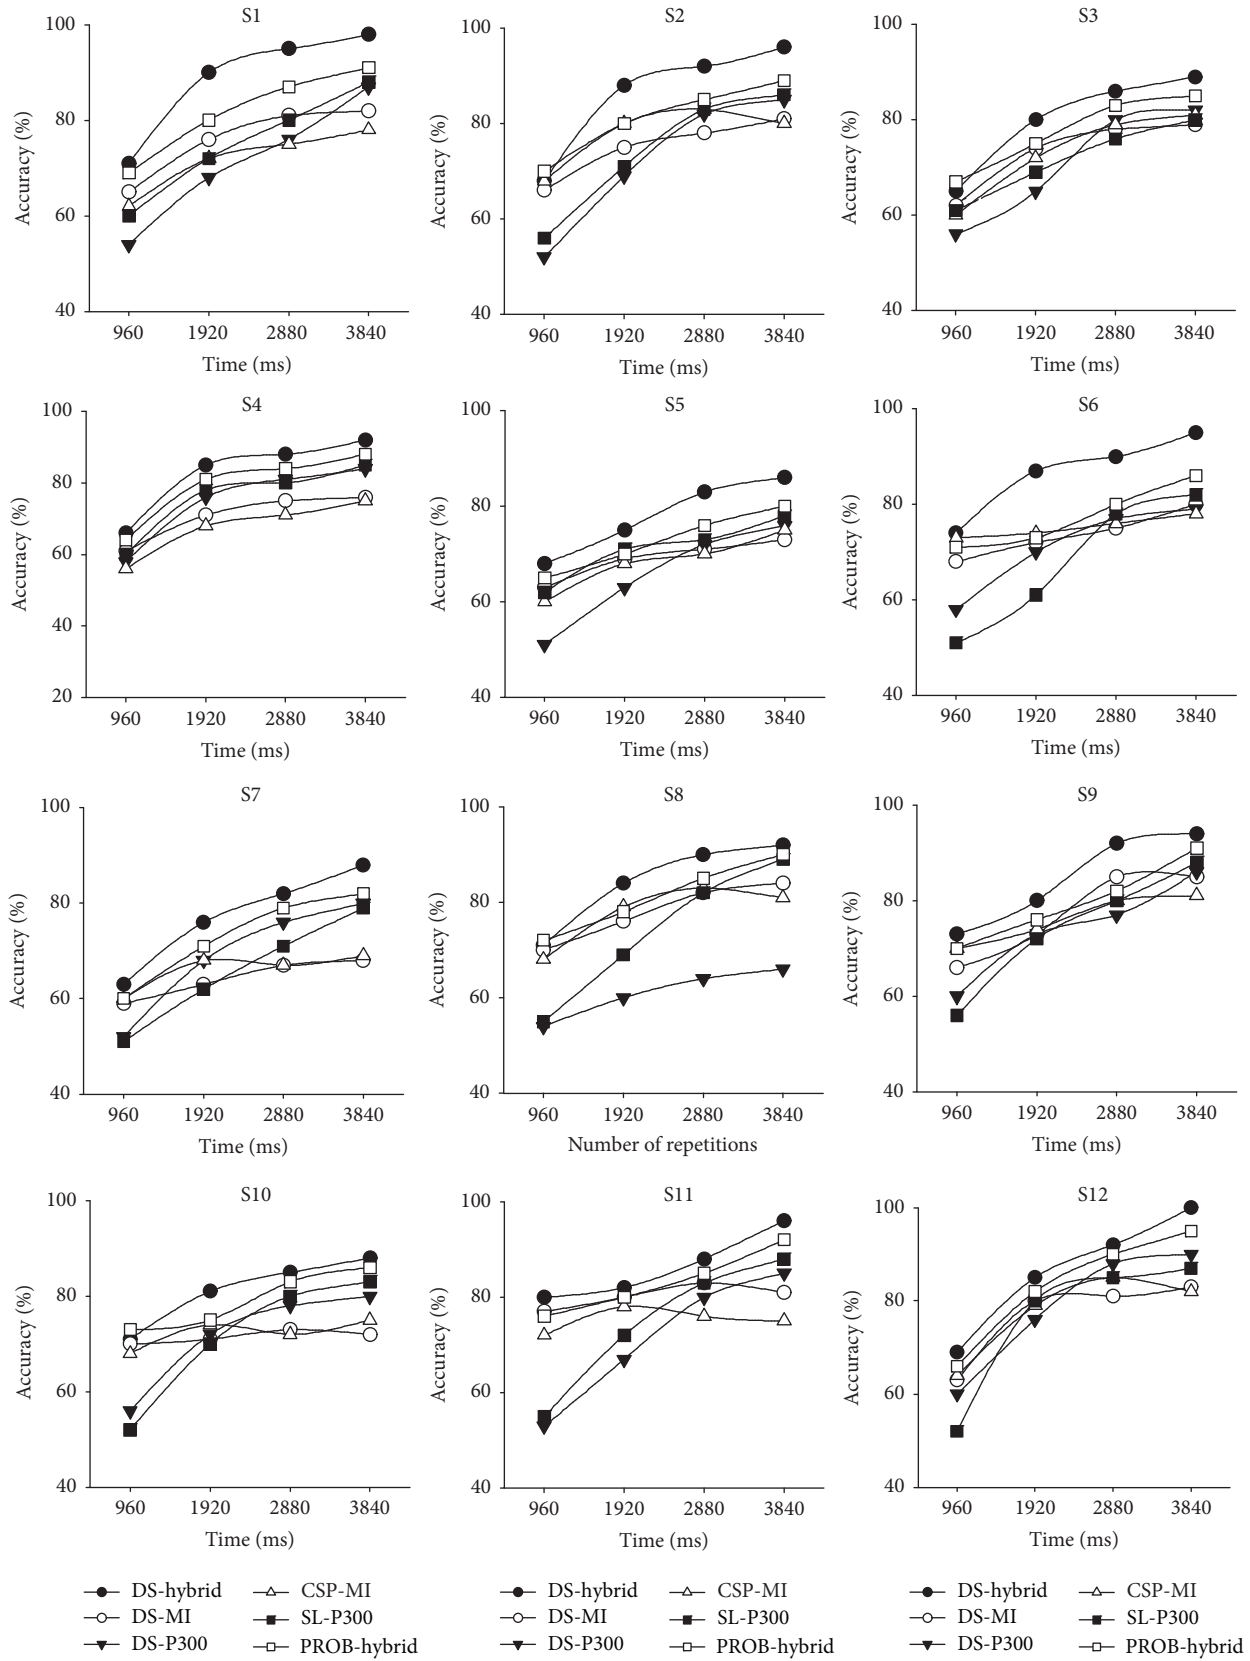 S1
100
80
60
40
Accuracy (%)
960 1920 2880 3840
Time (ms)
S2
100
80
60
40
Accuracy (%)
960 1920 2880 3840
Time (ms)
S3
100
80
60
40
Accuracy (%)
960 1920 2880 3840
Time (ms)
S4
100
80
60
40
20
Accuracy (%)
960 1920 2880 3840
Time (ms)
S5
100
80
60
40
Accuracy (%)
960 1920 2880 3840
Time (ms)
S6
100
80
60
40
Accuracy (%)
960 1920 2880 3840
Time (ms)
S7
100
80
60
40
Accuracy (%)
960 1920 2880 3840
Time (ms)
S8
100
80
60
40
Accuracy (%)
960 1920 2880 3840
Number of repetitions
S9
100
80
60
40
Accuracy (%)
960 1920 2880 3840
Time (ms)
S10
100
80
60
40
Accuracy (%)
960 1920 2880 3840
Time (ms)
S11
100
80
60
40
Accuracy (%)
960 1920 2880 3840
Time (ms)
S12
100
80
60
40
Accuracy (%)
960 1920 2880 3840
Time (ms)
DS-hybrid
DS-MI
DS-P300
CSP-MI
SL-P300
PROB-hybrid
DS-hybrid
DS-MI
DS-P300
CSP-MI
SL-P300
PROB-hybrid
DS-hybrid
DS-MI
DS-P300
CSP-MI
SL-P300
PROB-hybrid